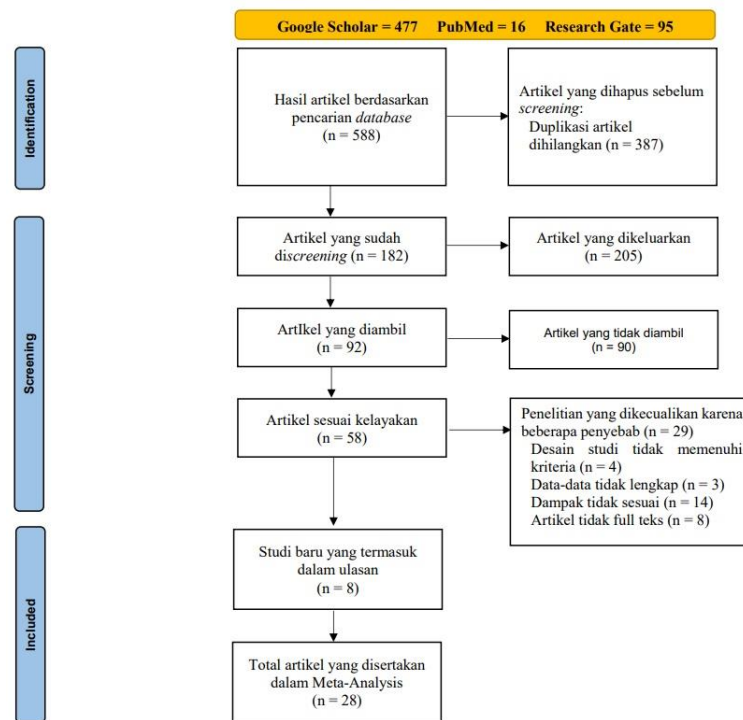 Google Scholar = 477 PubMed = 16 Research Gate = 95
Identification
Hasil artikel berdasarkan
pencarian database
(n = 588)
Artikel yang dihapus sebelum
screening:
Duplikasi artikel
dihilangkan (n = 387)
Screening
Artikel yang sudah
discreening (n = 182)
Artikel yang dikeluarkan
(n = 205)
ArtIkel yang diambil
(n = 92)
Artikel yang tidak diambil
(n = 90)
Artikel sesuai kelayakan
(n = 58)
Penelitian yang dikecualikan karena
beberapa penyebab (n = 29)
Desain studi tidak memenuhi
kriteria (n = 4)
Data-data tidak lengkap (n = 3)
Dampak tidak sesuai (n = 14)
Artikel tidak full teks (n = 8)
Included
Studi baru yang termasuk
dalam ulasan
(n = 8)
Total artikel yang disertakan
dalam Meta-Analysis
(n = 28)